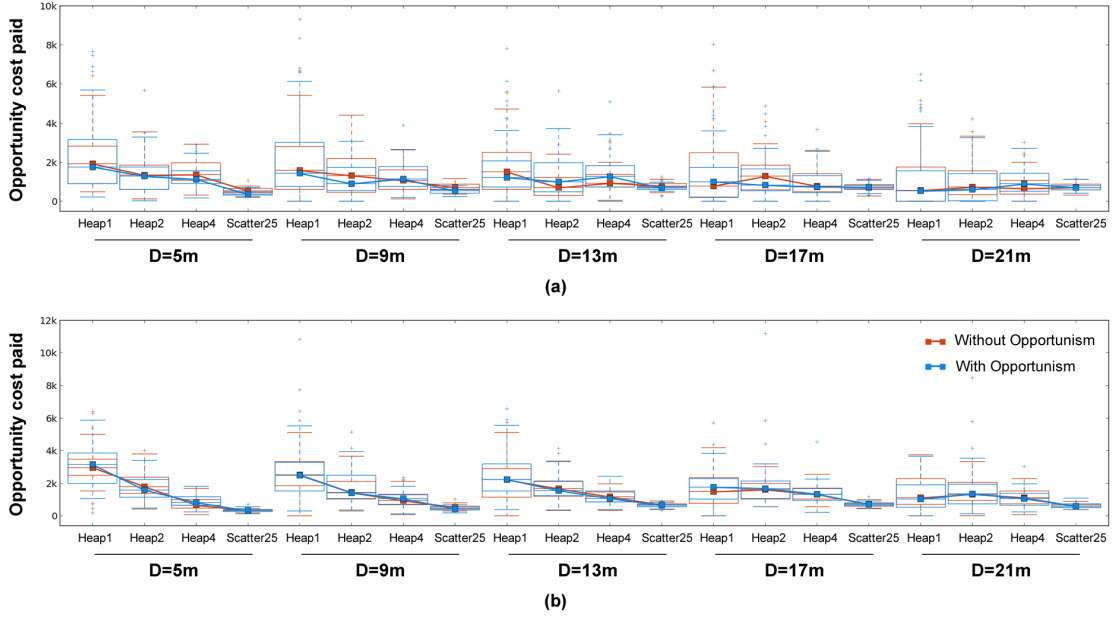 10k
8k
6k
4k
2k
0
Opportunity cost paid
Heap1 Heap2 Heap4 Scatter25 Heap1 Heap2 Heap4 Scatter25 Heap1 Heap2 Heap4 Scatter25 Heap1 Heap2 Heap4 Scatter25 Heap1 Heap2 Heap4 Scatter25
D=5m D=9m D=13m D=17m D=21m
(a)
12k
10k
8k
6k
4k
2k
0
Opportunity cost paid
Without Opportunism
With Opportunism
Heap1 Heap2 Heap4 Scatter25 Heap1 Heap2 Heap4 Scatter25 Heap1 Heap2 Heap4 Scatter25 Heap1 Heap2 Heap4 Scatter25 Heap1 Heap2 Heap4 Scatter25
D=5m D=9m D=13m D=17m D=21m
(b)